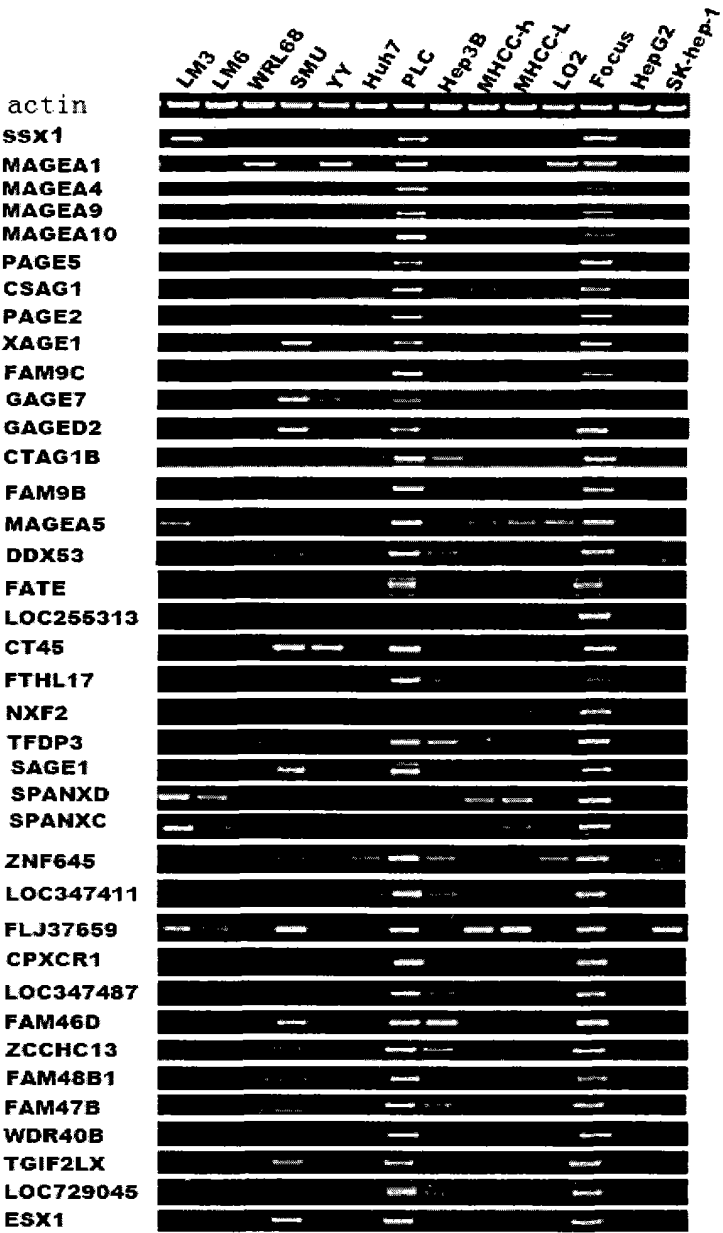 LM3 LM6 WRL68 SMU YY Huh7 PLC Hep3B MHCC-h MHCC-L LO2 Focus HepG2 SK-hep-1
actin
SSX1
MAGEA1
MAGEA4
MAGEA9
MAGEA10
PAGE5
CSAG1
PAGE2
XAGE1
FAM9C
GAGE7
GAGED2
CTAG1B
FAM9B
MAGEA5
DDX53
FATE
LOC255313
CT45
FTHL17
NXF2
TFDP3
SAGE1
SPANXD
SPANXC
ZNF645
LOC347411
FLJ37659
CPXCR1
LOC347487
FAM46D
ZCCHC13
FAM48B1
FAM47B
WDR40B
TGIF2LX
LOC729045
ESX1